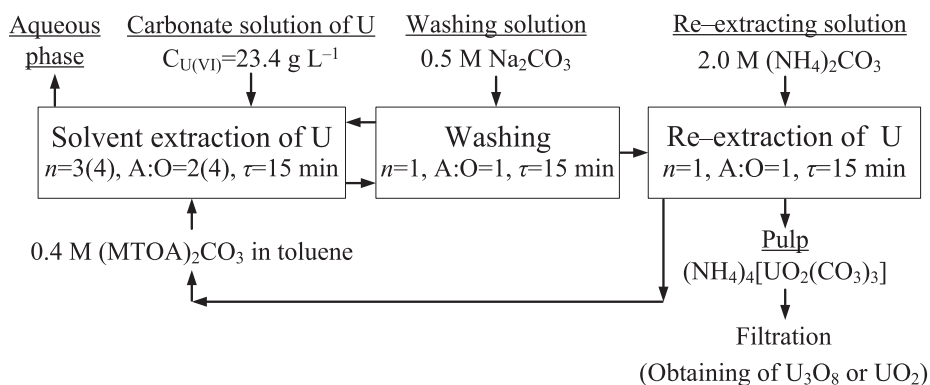 Aqueous phase
Carbonate solution of U
C_U(VI)=23.4 g L⁻¹
Washing solution
0.5 M Na₂CO₃
Re–extracting solution
2.0 M (NH₄)₂CO₃
Solvent extraction of U
n=3(4), A:O=2(4), τ=15 min
Washing
n=1, A:O=1, τ=15 min
Re–extraction of U
n=1, A:O=1, τ=15 min
0.4 M (MTOA)₂CO₃ in toluene
Pulp
(NH₄)₄[UO₂(CO₃)₃]
Filtration
(Obtaining of U₃O₈ or UO₂)